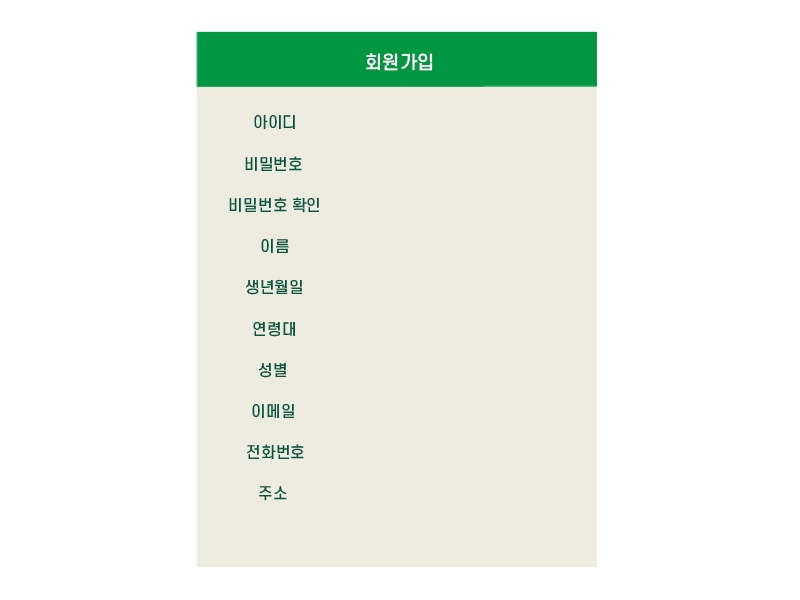 회원가입
아이디
비밀번호
비밀번호 확인
이름
생년월일
연령대
성별
이메일
전화번호
주소